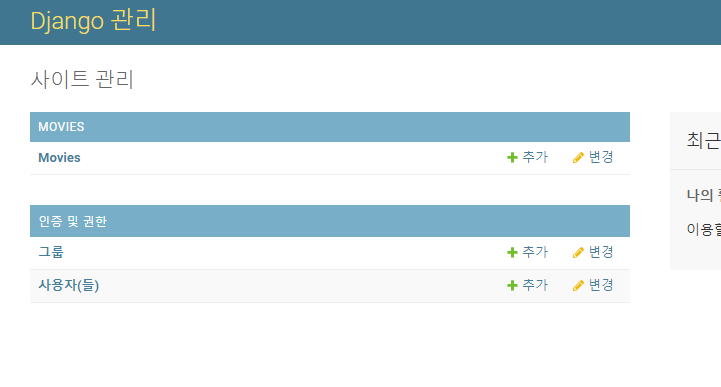 Django 관리
사이트 관리
MOVIES
Movies 추가 변경
인증 및 권한
그룹 추가 변경
사용자(들) 추가 변경
최근
나의
이용할